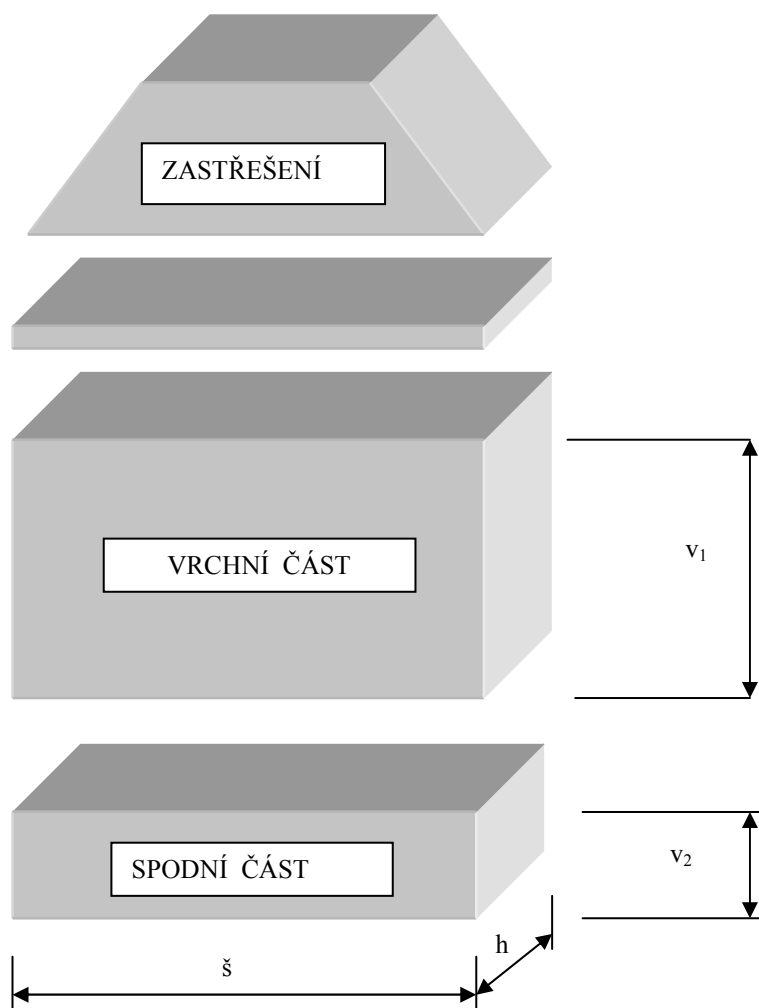 ZASTŘEŠENÍ
VRCHNÍ ČÁST
v₁
SPODNÍ ČÁST
v₂
h
š